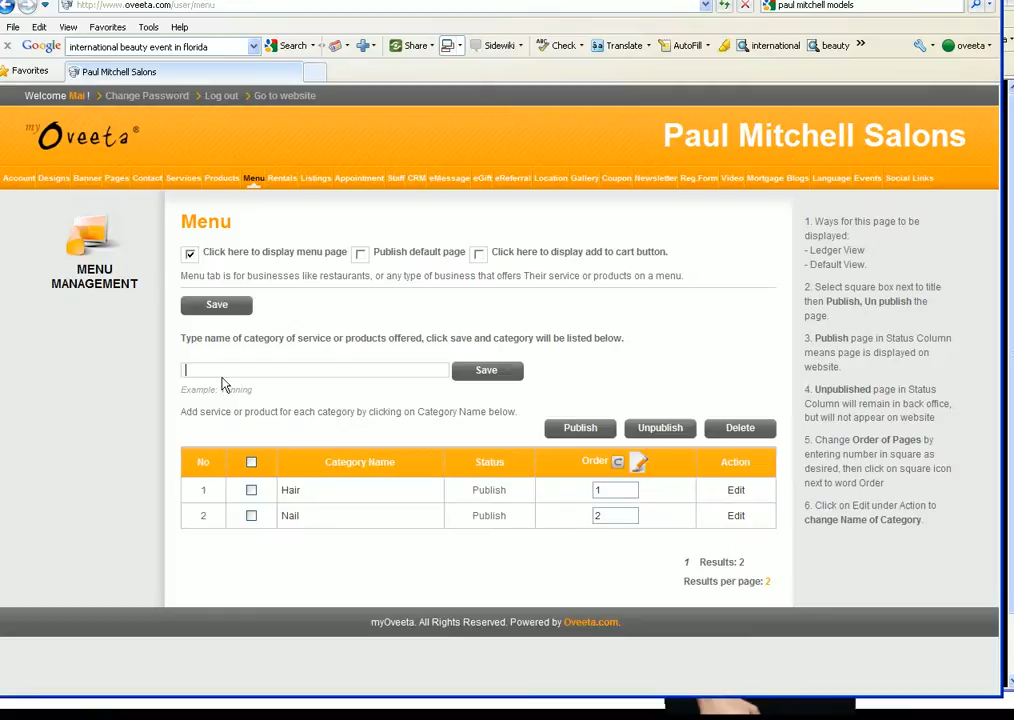 http://www.oveeta.com/user/menu
paul mitchell models
File Edit View Favorites Tools Help
Google international beauty event in florida Search Share Sidewiki Check Translate AutoFill international beauty » oveeta
Favorites Paul Mitchell Salons
Welcome Mai ! > Change Password > Log out > Go to website
my Oveeta®
Paul Mitchell Salons
Account Designs Banner Pages Contact Services Products Menu Rentals Listings Appointment Staff CRM eMessage eGift eReferral Location Gallery Coupon Newsletter Reg.Form Video Mortgage Blogs Language Events Social Links
MENU
MANAGEMENT
Menu
Click here to display menu page Publish default page Click here to display add to cart button.
Menu tab is for businesses like restaurants, or any type of business that offers Their service or products on a menu.
Save
Type name of category of service or products offered, click save and category will be listed below.
Save
Example:
Add service or product for each category by clicking on Category Name below.
Publish Unpublish Delete
No Category Name Status Order Action
1 Hair Publish 1 Edit
2 Nail Publish 2 Edit
1 Results: 2
Results per page: 2
1. Ways for this page to be
displayed:
- Ledger View
- Default View.
2. Select square box next to title
then Publish, Un publish the
page.
3. Publish page in Status Column
means page is displayed on
website.
4. Unpublished page in Status
Column will remain in back office,
but will not appear on website
5. Change Order of Pages by
entering number in square as
desired, then click on square icon
next to word Order
6. Click on Edit under Action to
change Name of Category.
myOveeta. All Rights Reserved. Powered by Oveeta.com.